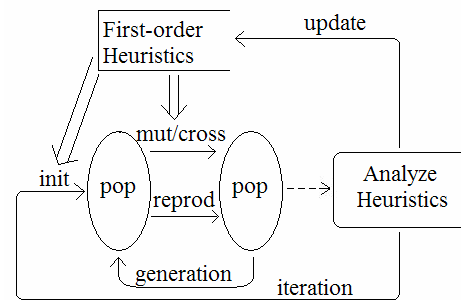 First-order
Heuristics
update
mut/cross
init
pop
pop
reprod
Analyze
Heuristics
generation
iteration